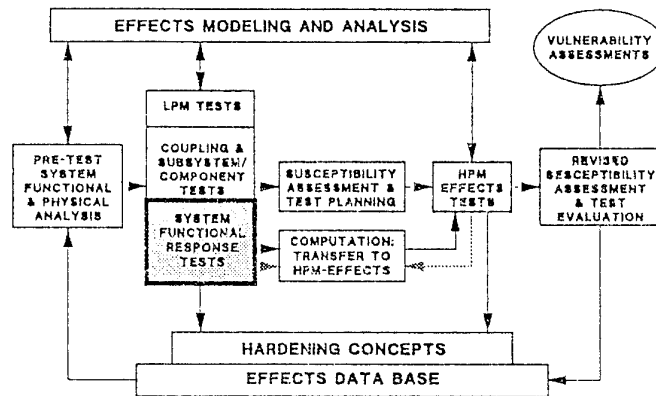 EFFECTS MODELING AND ANALYSIS
VULNERABILITY
ASSESSMENTS
LPM TESTS
COUPLING &
SUBSYSTEM/
COMPONENT
TESTS
PRE-TEST
SYSTEM
FUNCTIONAL
& PHYSICAL
ANALYSIS
SUSCEPTIBILITY
ASSESSMENT &
TEST PLANNING
HPM
EFFECTS
TESTS
REVISED
SESCEPTIBILITY
ASSESSMENT
& TEST
EVALUATION
SYSTEM
FUNCTIONAL
RESPONSE
TESTS
COMPUTATION:
TRANSFER TO
HPM-EFFECTS
HARDENING CONCEPTS
EFFECTS DATA BASE